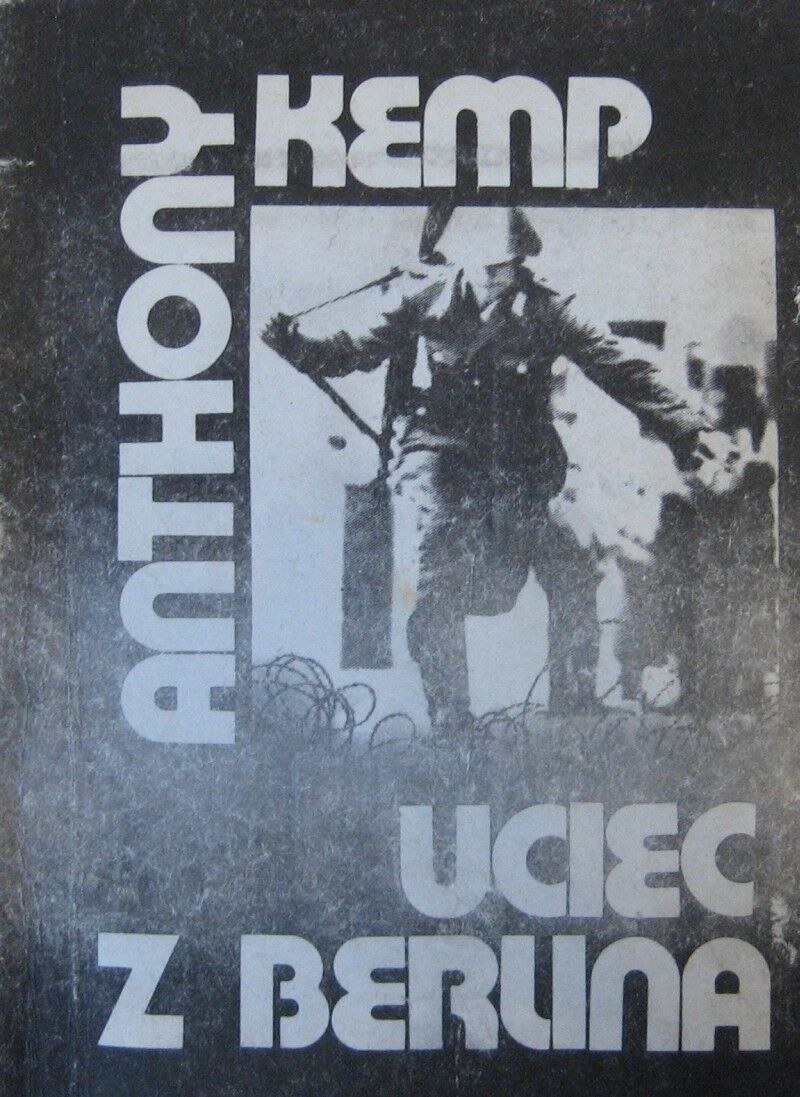 ANTHONY
KEMP
UCIEC
Z BERLINA